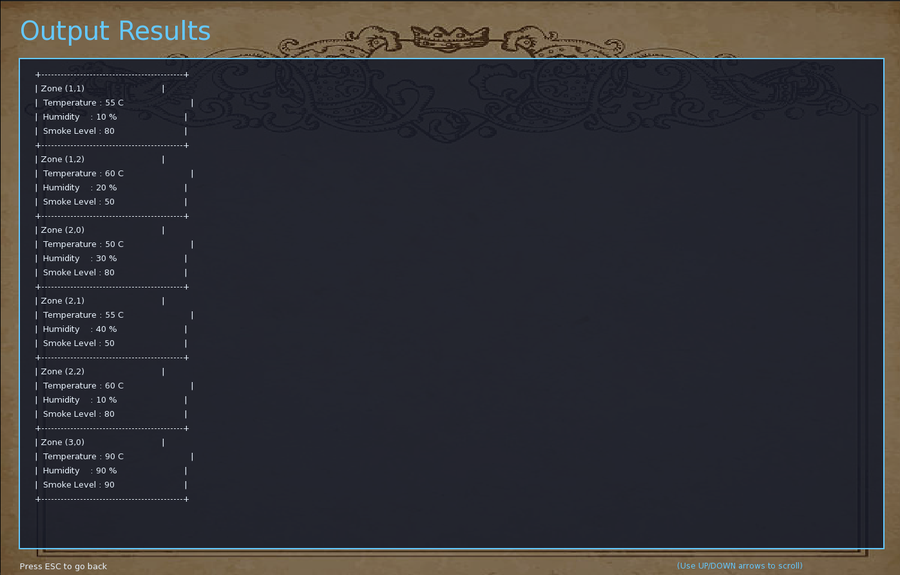 Output Results
+------------------------------------------+
| Zone (1,1)                    |
|  Temperature : 55 C                 |
|  Humidity    : 10 %                 |
|  Smoke Level : 80                  |
+------------------------------------------+
| Zone (1,2)                    |
|  Temperature : 60 C                 |
|  Humidity    : 20 %                 |
|  Smoke Level : 50                  |
+------------------------------------------+
| Zone (2,0)                    |
|  Temperature : 50 C                 |
|  Humidity    : 30 %                 |
|  Smoke Level : 80                  |
+------------------------------------------+
| Zone (2,1)                    |
|  Temperature : 55 C                 |
|  Humidity    : 40 %                 |
|  Smoke Level : 50                  |
+------------------------------------------+
| Zone (2,2)                    |
|  Temperature : 60 C                 |
|  Humidity    : 10 %                 |
|  Smoke Level : 80                  |
+------------------------------------------+
| Zone (3,0)                    |
|  Temperature : 90 C                 |
|  Humidity    : 90 %                 |
|  Smoke Level : 90                  |
+------------------------------------------+
Press ESC to go back
(Use UP/DOWN arrows to scroll)